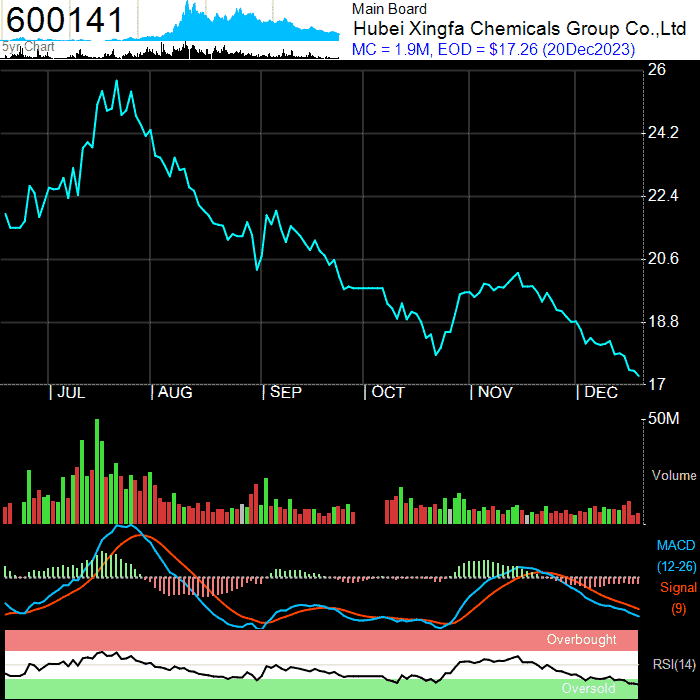 600141
5yr Chart
Main Board
Hubei Xingfa Chemicals Group Co.,Ltd
MC = 1.9M, EOD = $17.26 (20Dec2023)
26
24.2
22.4
20.6
18.8
17
JUL AUG SEP OCT NOV DEC
50M
Volume
MACD
(12-26)
Signal
(9)
Overbought
RSI(14)
Oversold